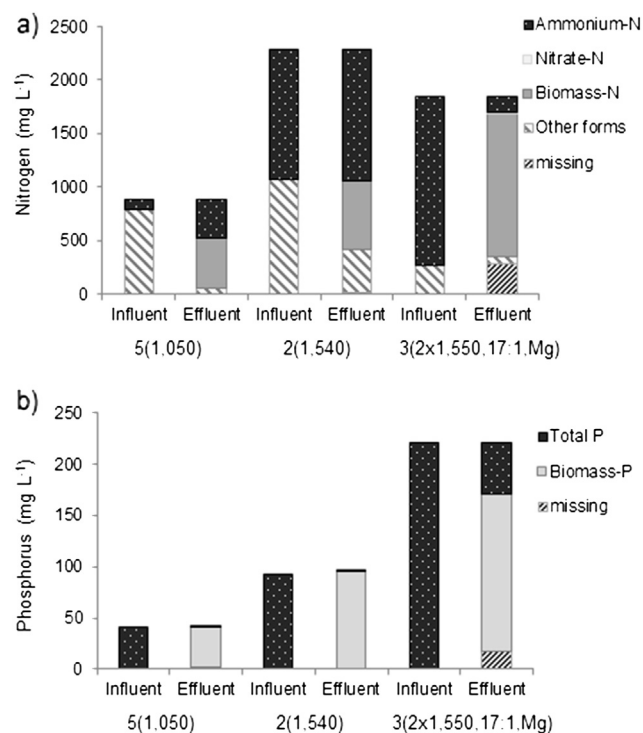 a)
Nitrogen (mg L-1)
2500
2000
1500
1000
500
0
Influent Effluent Influent Effluent Influent Effluent
5(1,050) 2(1,540) 3(2x1,550,17:1,Mg)
Ammonium-N
Nitrate-N
Biomass-N
Other forms
missing
b)
Phosphorus (mg L-1)
250
200
150
100
50
0
Influent Effluent Influent Effluent Influent Effluent
5(1,050) 2(1,540) 3(2x1,550,17:1,Mg)
Total P
Biomass-P
missing